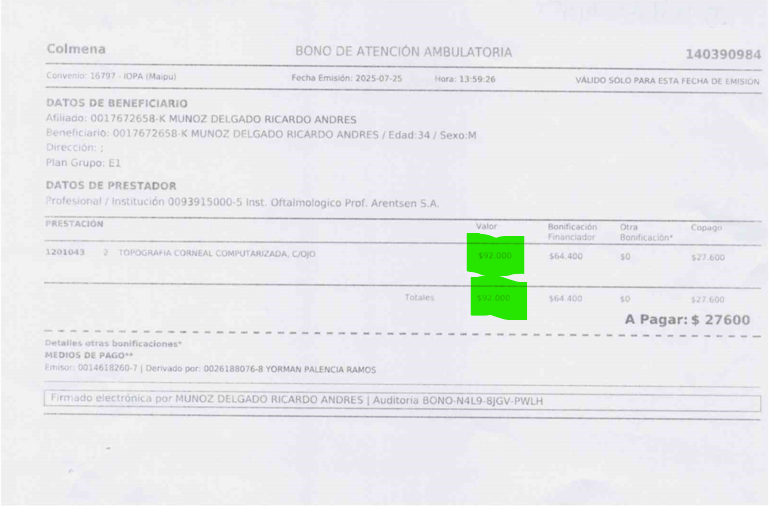 Colmena BONO DE ATENCIÓN AMBULATORIA 140390984
Convenio: 16797 - IOPA (Maipu) Fecha Emisión: 2025-07-25 Hora: 13:59:26 VÁLIDO SÓLO PARA ESTA FECHA DE EMISIÓN
DATOS DE BENEFICIARIO
Afiliado: 0017672658-K MUNOZ DELGADO RICARDO ANDRES
Beneficiario: 0017672658-K MUNOZ DELGADO RICARDO ANDRES / Edad:34 / Sexo:M
Dirección: ;
Plan Grupo: E1
DATOS DE PRESTADOR
Profesional / Institución 0093915000-5 Inst. Oftalmologico Prof. Arentsen S.A.
PRESTACIÓN Valor Bonificación Financiador Otra Bonificación* Copago
1201043 2 TOPOGRAFIA CORNEAL COMPUTARIZADA, C/OJO $92.000 $64.400 $0 $27.600
Totales $92.000 $64.400 $0 $27.600
A Pagar: $ 27600
Detalles otras bonificaciones*
MEDIOS DE PAGO**
Emisor: 0014618260-7 | Derivado por: 0026188076-8 YORMAN PALENCIA RAMOS
Firmado electrónica por MUNOZ DELGADO RICARDO ANDRES | Auditoria BONO-N4L9-8JGV-PWLH